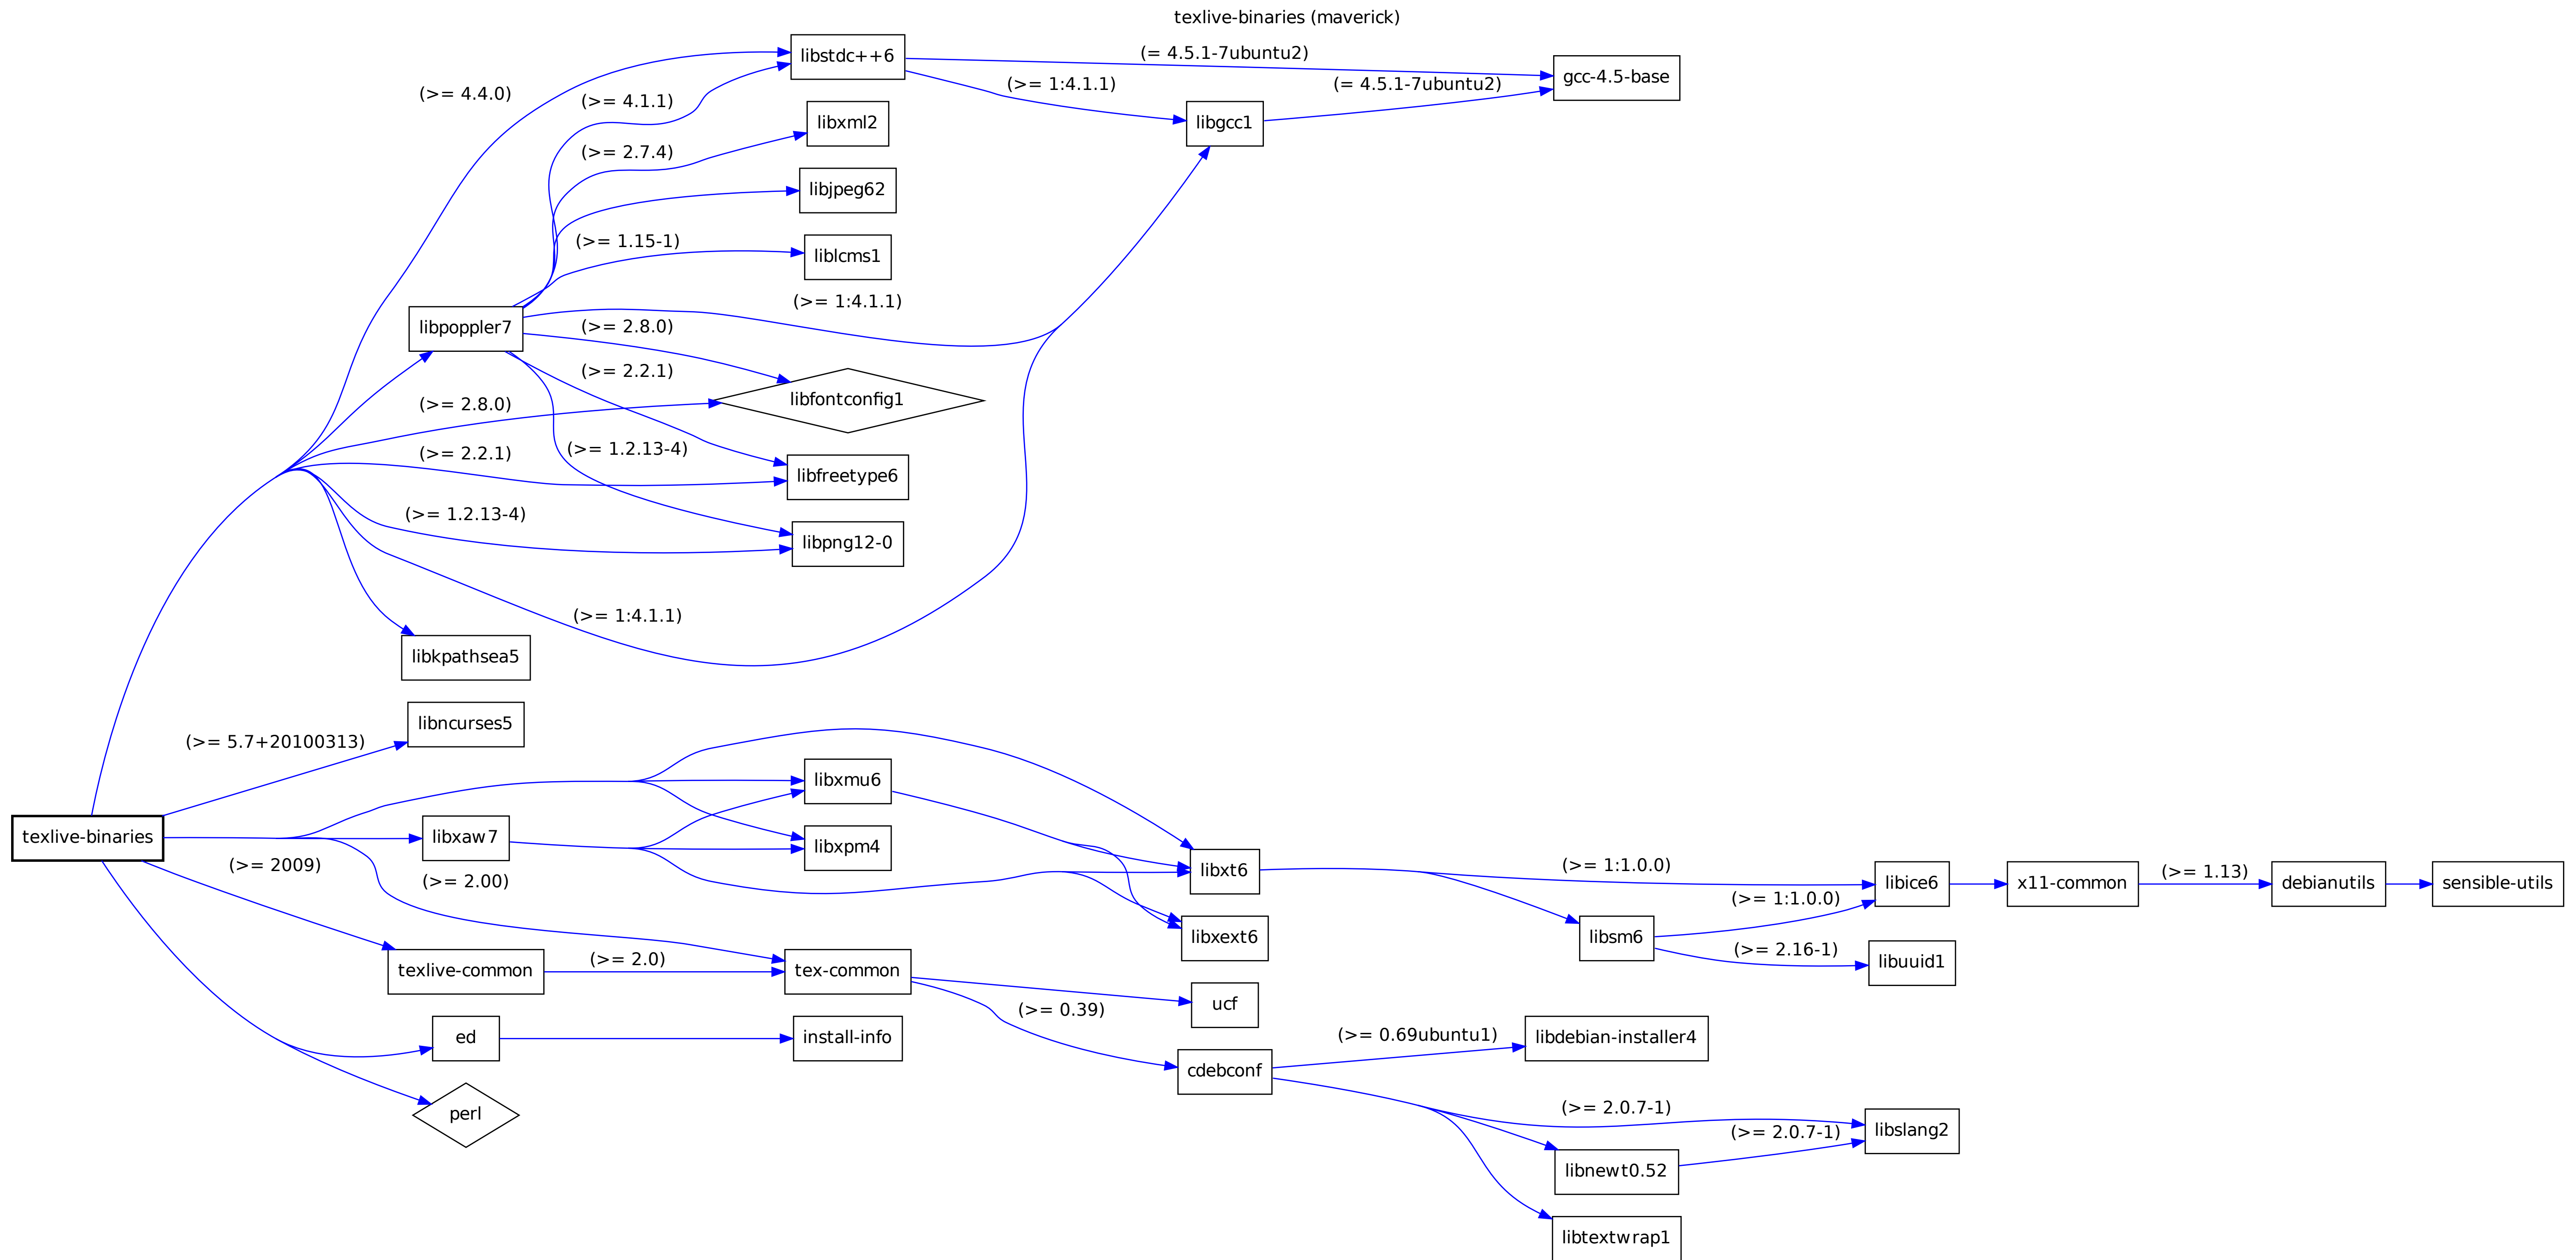 texlive-binaries (maverick)
(>= 4.4.0)
(>= 4.1.1)
libstdc++6
(= 4.5.1-7ubuntu2)
gcc-4.5-base
(>= 1:4.1.1)
(= 4.5.1-7ubuntu2)
libgcc1
(>= 2.7.4)
libxml2
libjpeg62
(>= 1.15-1)
liblcms1
(>= 1:4.1.1)
libpoppler7
(>= 2.8.0)
(>= 2.2.1)
(>= 2.8.0)
libfontconfig1
(>= 2.2.1)
(>= 1.2.13-4)
libfreetype6
(>= 1.2.13-4)
libpng12-0
(>= 1:4.1.1)
libkpathsea5
(>= 5.7+20100313)
libncurses5
libxmu6
texlive-binaries
libxaw7
libxpm4
(>= 2009)
(>= 2.00)
libxt6
(>= 1:1.0.0)
libice6
x11-common
(>= 1.13)
debianutils
sensible-utils
(>= 1:1.0.0)
libxext6
libsm6
(>= 2.16-1)
libuuid1
texlive-common
(>= 2.0)
tex-common
ucf
(>= 0.39)
ed
install-info
(>= 0.69ubuntu1)
libdebian-installer4
cdebconf
perl
(>= 2.0.7-1)
(>= 2.0.7-1)
libslang2
libnewt0.52
libtextwrap1